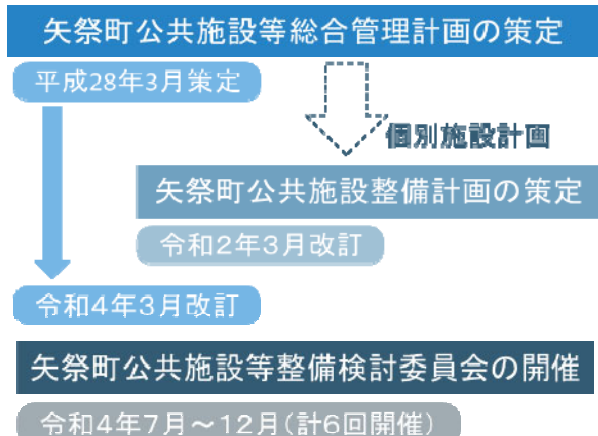 矢祭町公共施設等総合管理計画の策定
平成28年3月策定
個別施設計画
矢祭町公共施設整備計画の策定
令和2年3月改訂
令和4年3月改訂
矢祭町公共施設等整備検討委員会の開催
令和4年7月～12月(計6回開催)